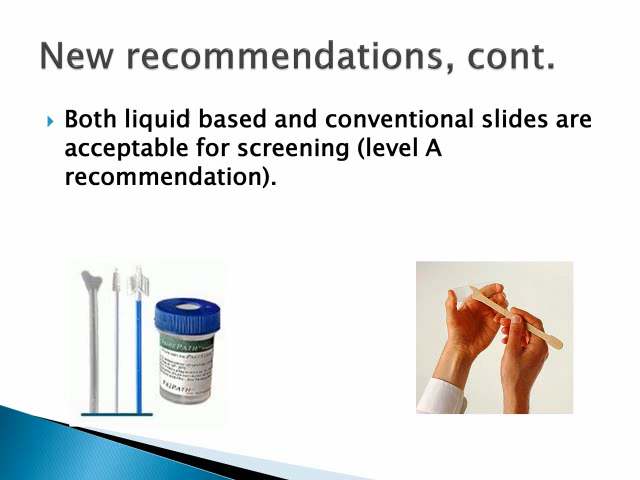 New recommendations, cont.
Both liquid based and conventional slides are
acceptable for screening (level A
recommendation).